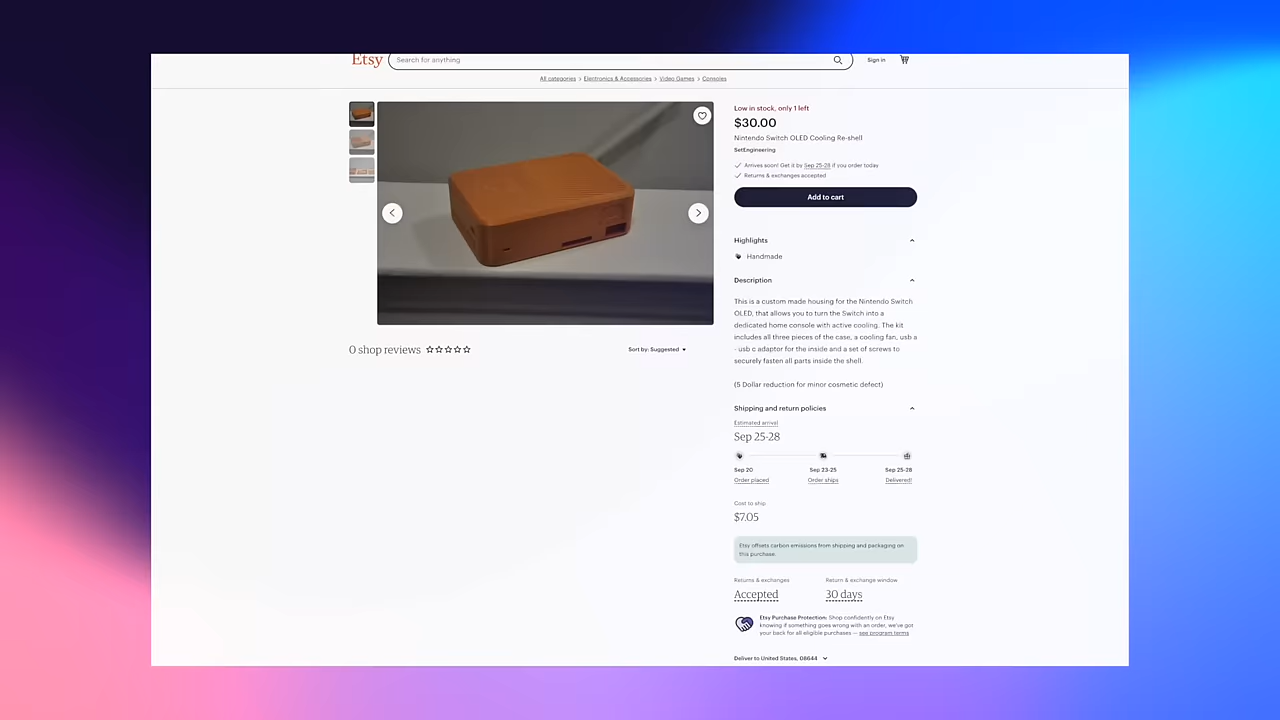 Etsy
Search for anything
Sign in
All categories > Electronics & Accessories > Video Games > Consoles
Low in stock, only 1 left
$30.00
Nintendo Switch OLED Cooling Re-shell
SetEngineering
Arrives soon! Get it by Sep 25-28 if you order today
Returns & exchanges accepted
Add to cart
Highlights
Handmade
Description
This is a custom made housing for the Nintendo Switch
OLED, that allows you to turn the Switch into a
dedicated home console with active cooling. The kit
includes all three pieces of the case, a cooling fan, usb a
- usb c adaptor for the inside and a set of screws to
securely fasten all parts inside the shell.
(5 Dollar reduction for minor cosmetic defect)
0 shop reviews
Sort by: Suggested
Shipping and return policies
Estimated arrival
Sep 25-28
Sep 20 Sep 23-25 Sep 25-28
Order placed Order ships Delivered!
Cost to ship
$7.05
Etsy offsets carbon emissions from shipping and packaging on
this purchase.
Returns & exchanges Return & exchange window
Accepted 30 days
Etsy Purchase Protection: Shop confidently on Etsy
knowing if something goes wrong with an order, we've got
your back for all eligible purchases — see program terms
Deliver to United States, 08644